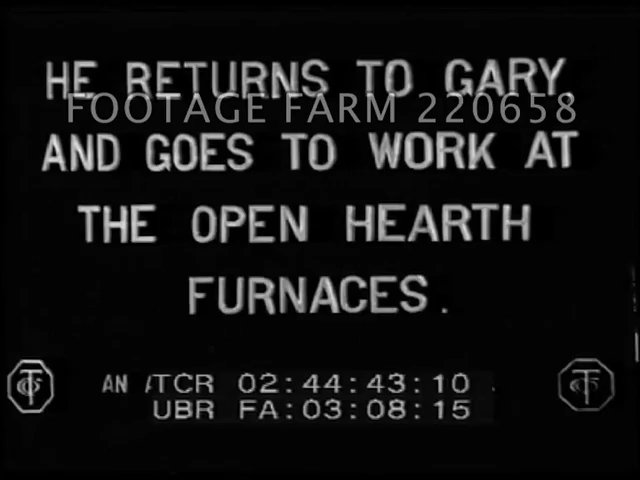 HE RETURNS TO GARY,
FOOTAGE FARM 220658
AND GOES TO WORK AT
THE OPEN HEARTH
FURNACES.
AN
TCR 02:44:43:10
UBR FA:03:08:15